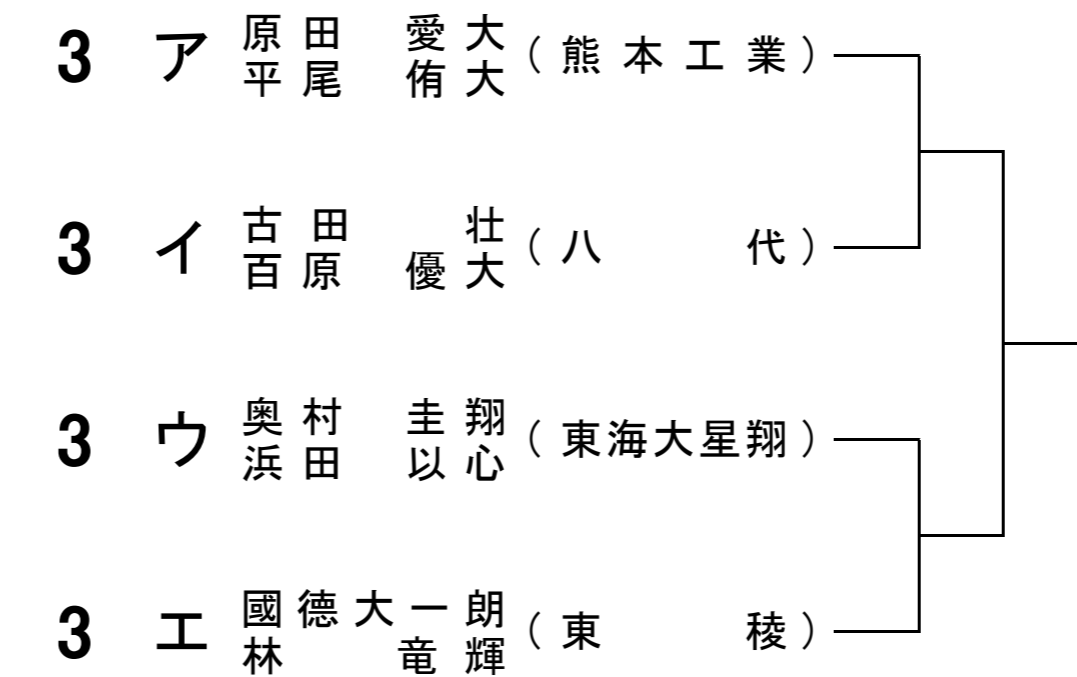 3 ア 原田 愛大 (熊本工業)
平尾 侑大
3 イ 古田 壮 (八代)
百原 優大
3 ウ 奥村 圭翔 (東海大星翔)
浜田 以心
3 エ 國德大一朗 (東稜)
林 竜輝